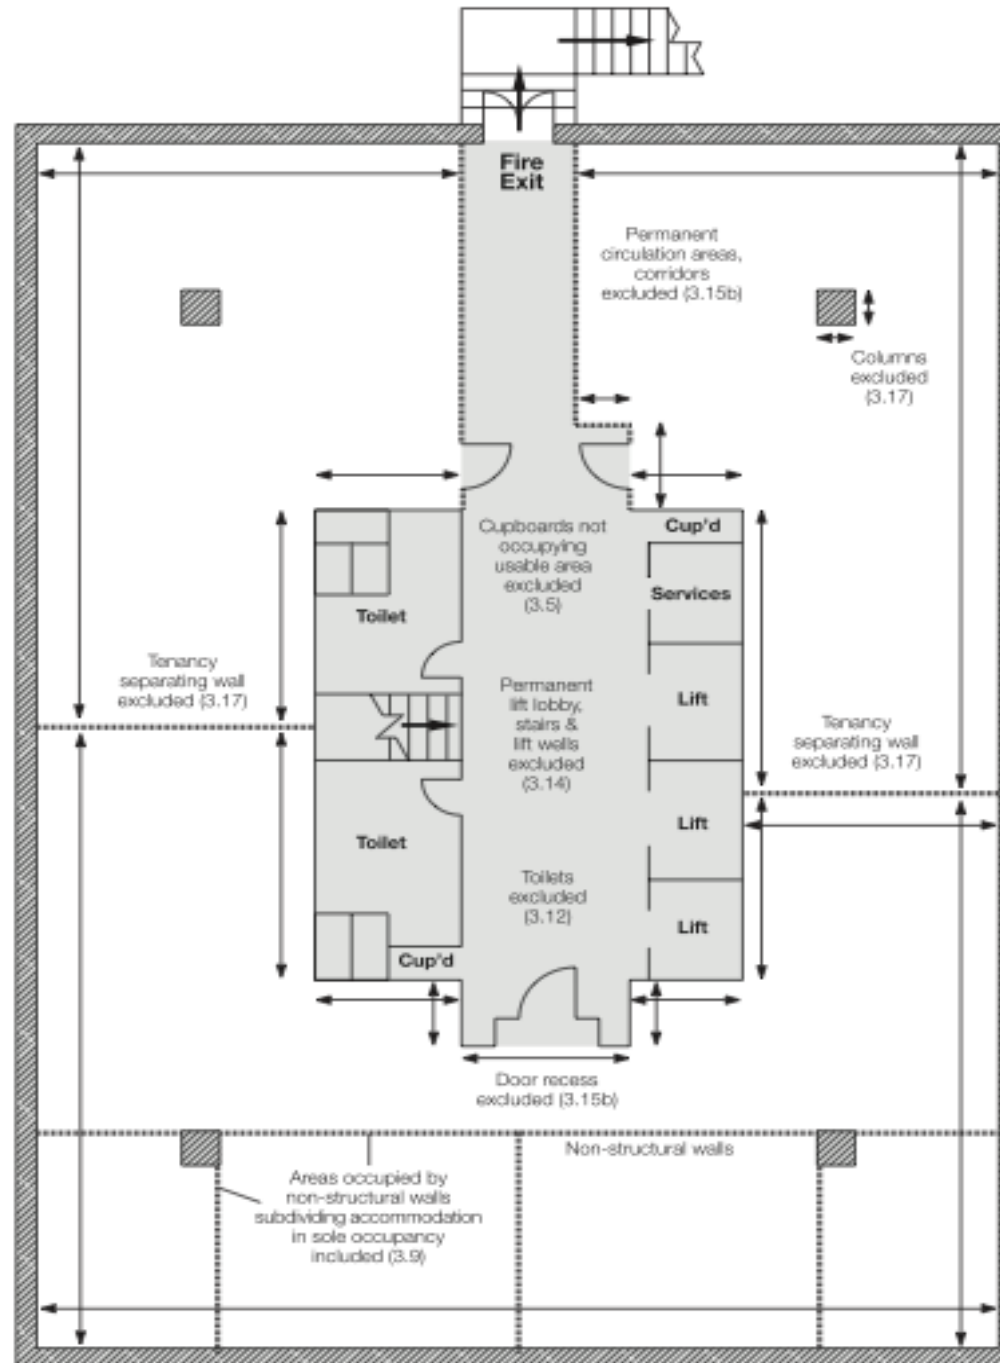 Fire
Exit
Permanent
circulation areas,
corridors
excluded (3.15b)
Columns
excluded
(3.17)
Cupboards not
occupying
usable area
excluded
(3.5)
Cup'd
Services
Toilet
Tenancy
separating wall
excluded (3.17)
Permanent
lift lobby,
stairs &
lift wells
excluded
(3.14)
Lift
Tenancy
separating wall
excluded (3.17)
Lift
Toilet
Toilets
excluded
(3.12)
Lift
Cup'd
Door recess
excluded (3.15b)
Non-structural walls
Areas occupied by
non-structural walls
subdividing accommodation
in sole occupancy
included (3.9)